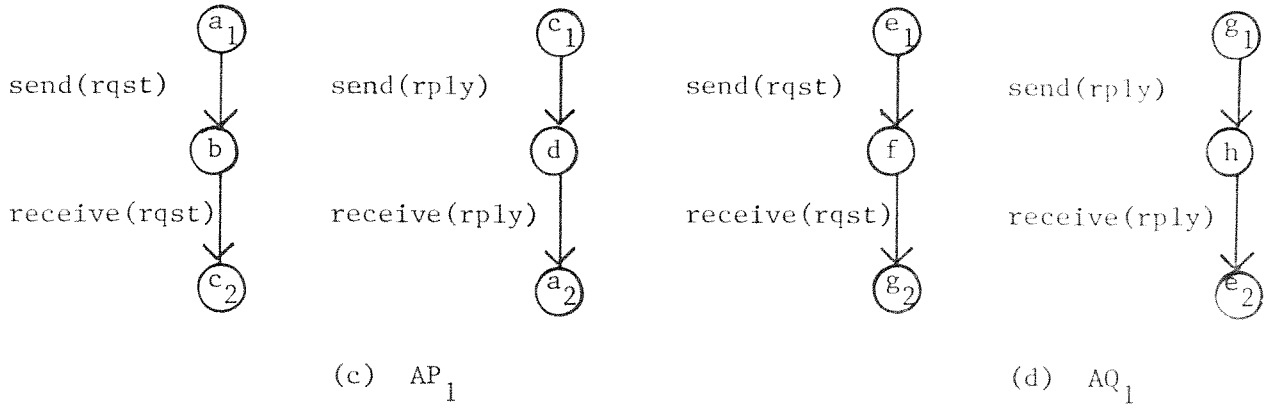 a1 c1 e1 g1
send(rqst) send(rply) send(rqst) send(rply)
b d f h
receive(rqst) receive(rply) receive(rqst) receive(rply)
c2 a2 g2 e2
(c) AP1 (d) AQ1